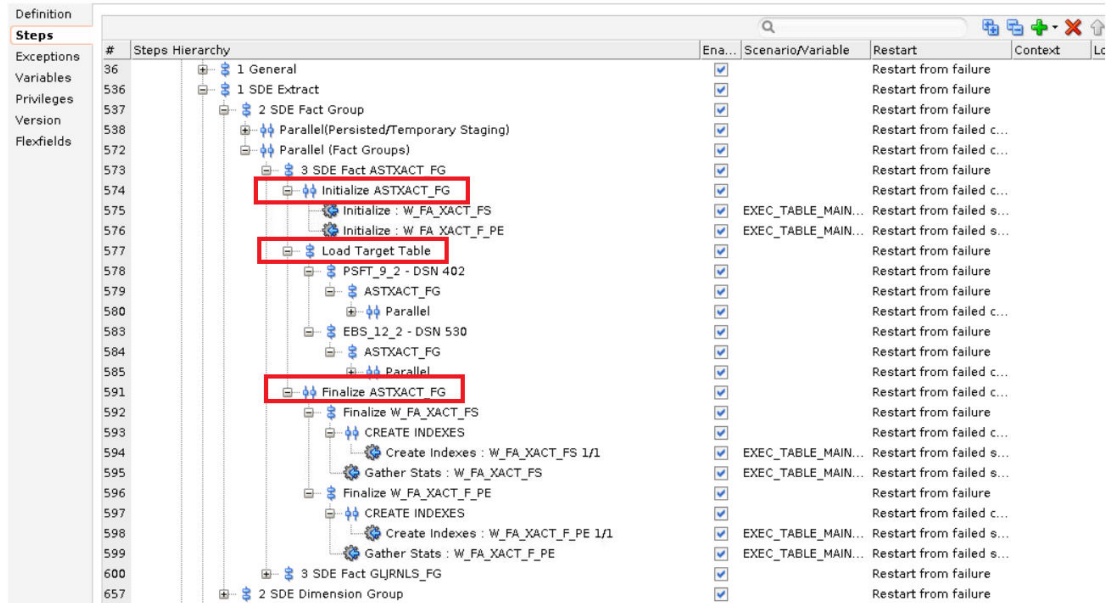 Definition
Steps
Exceptions
Variables
Privileges
Version
Flexfields
# Steps Hierarchy Ena... Scenario/Variable Restart Context Lo
36 1 General Restart from failure
536 1 SDE Extract Restart from failure
537 2 SDE Fact Group Restart from failure
538 Parallel(Persisted/Temporary Staging) Restart from failed c...
572 Parallel (Fact Groups) Restart from failed c...
573 3 SDE Fact ASTXACT_FG Restart from failure
574 Initialize ASTXACT_FG Restart from failed c...
575 Initialize : W_FA_XACT_FS EXEC_TABLE_MAIN... Restart from failed s...
576 Initialize : W_FA_XACT_F_PE EXEC_TABLE_MAIN... Restart from failed s...
577 Load Target Table Restart from failure
578 PSFT_9_2 - DSN 402 Restart from failure
579 ASTXACT_FG Restart from failure
580 Parallel Restart from failed c...
583 EBS_12_2 - DSN 530 Restart from failure
584 ASTXACT_FG Restart from failure
585 Parallel Restart from failed c...
591 Finalize ASTXACT_FG Restart from failed c...
592 Finalize W_FA_XACT_FS Restart from failure
593 CREATE INDEXES Restart from failed c...
594 Create Indexes : W_FA_XACT_FS 1/1 EXEC_TABLE_MAIN... Restart from failed s...
595 Gather Stats : W_FA_XACT_FS EXEC_TABLE_MAIN... Restart from failed s...
596 Finalize W_FA_XACT_F_PE Restart from failure
597 CREATE INDEXES Restart from failed c...
598 Create Indexes : W_FA_XACT_F_PE 1/1 EXEC_TABLE_MAIN... Restart from failed s...
599 Gather Stats : W_FA_XACT_F_PE EXEC_TABLE_MAIN... Restart from failed s...
600 3 SDE Fact GLJRNLS_FG Restart from failure
657 2 SDE Dimension Group Restart from failure